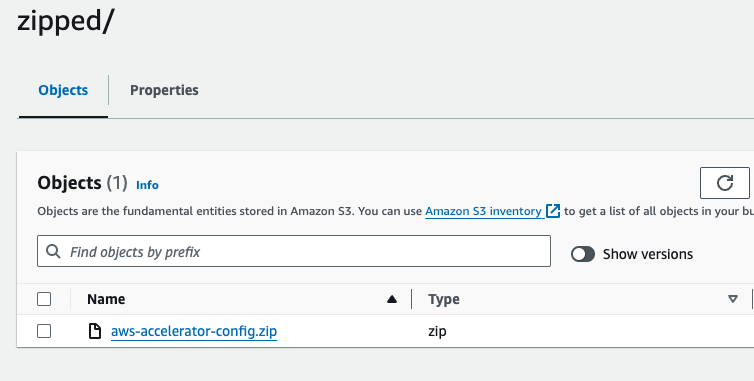 zipped/
Objects
Properties
Objects (1) Info
Objects are the fundamental entities stored in Amazon S3. You can use Amazon S3 inventory to get a list of all objects in your bu
Find objects by prefix
Show versions
Name
Type
aws-accelerator-config.zip
zip